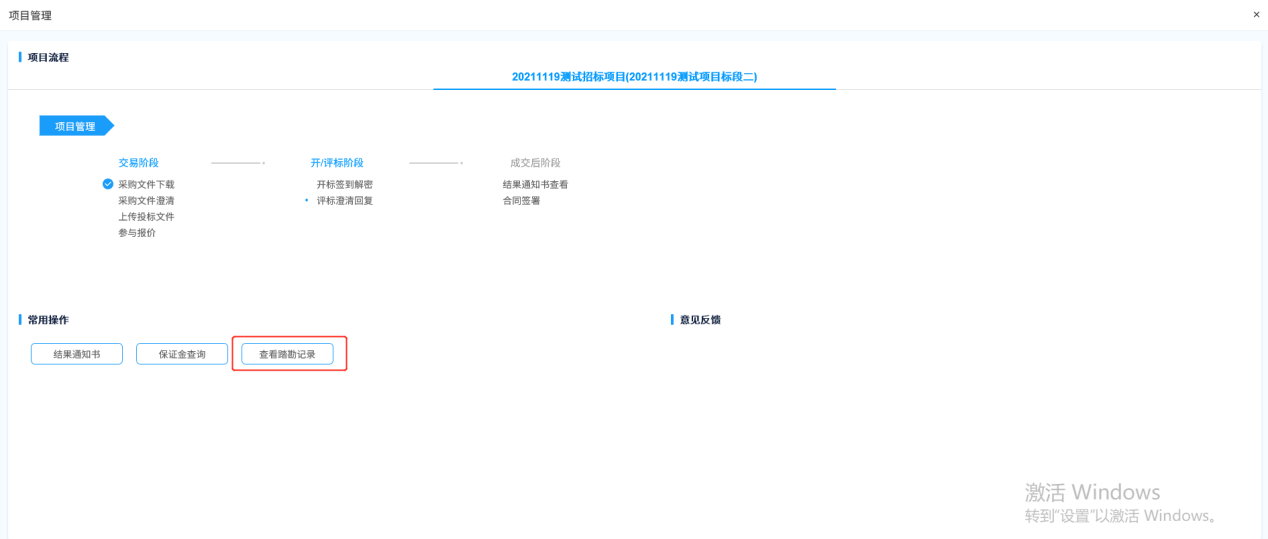 项目管理
×
项目流程
20211119测试招标项目(20211119测试项目标段二)
项目管理
交易阶段
开/评标阶段
成交后阶段
采购文件下载
开标签到解密
结果通知书查看
采购文件澄清
评标澄清回复
合同签署
上传投标文件
参与报价
常用操作
意见反馈
结果通知书
保证金查询
查看踏勘记录
激活 Windows
转到“设置”以激活 Windows。